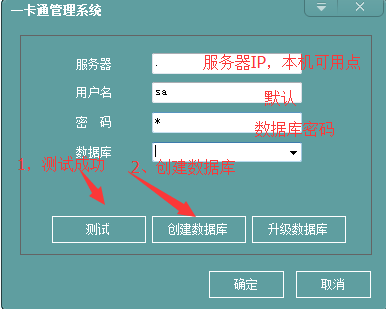 一卡通管理系统
服务器 . 服务器IP，本机可用点
用户名 sa 默认
密 码 * 数据库密码
数据库
1、测试成功 2、创建数据库
测试 创建数据库 升级数据库
确定 取消